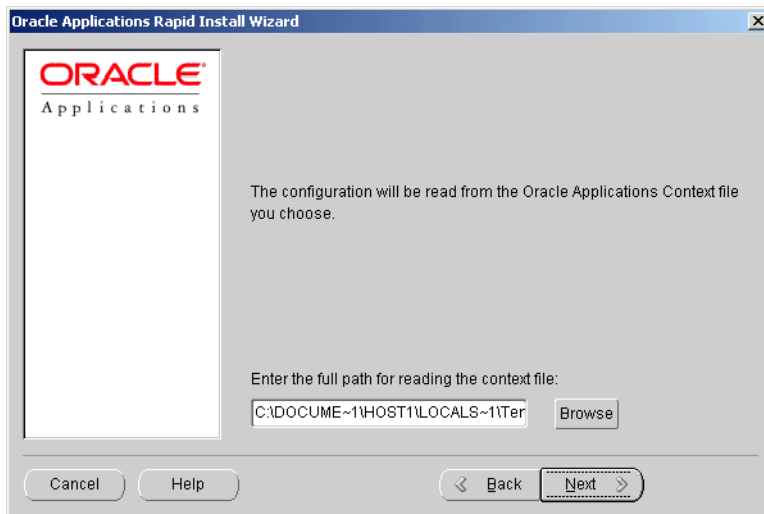 Oracle Applications Rapid Install Wizard
ORACLE
Applications
The configuration will be read from the Oracle Applications Context file
you choose.
Enter the full path for reading the context file:
C:\DOCUME~1\HOST1\LOCALS~1\Ter
Browse
Cancel Help Back Next